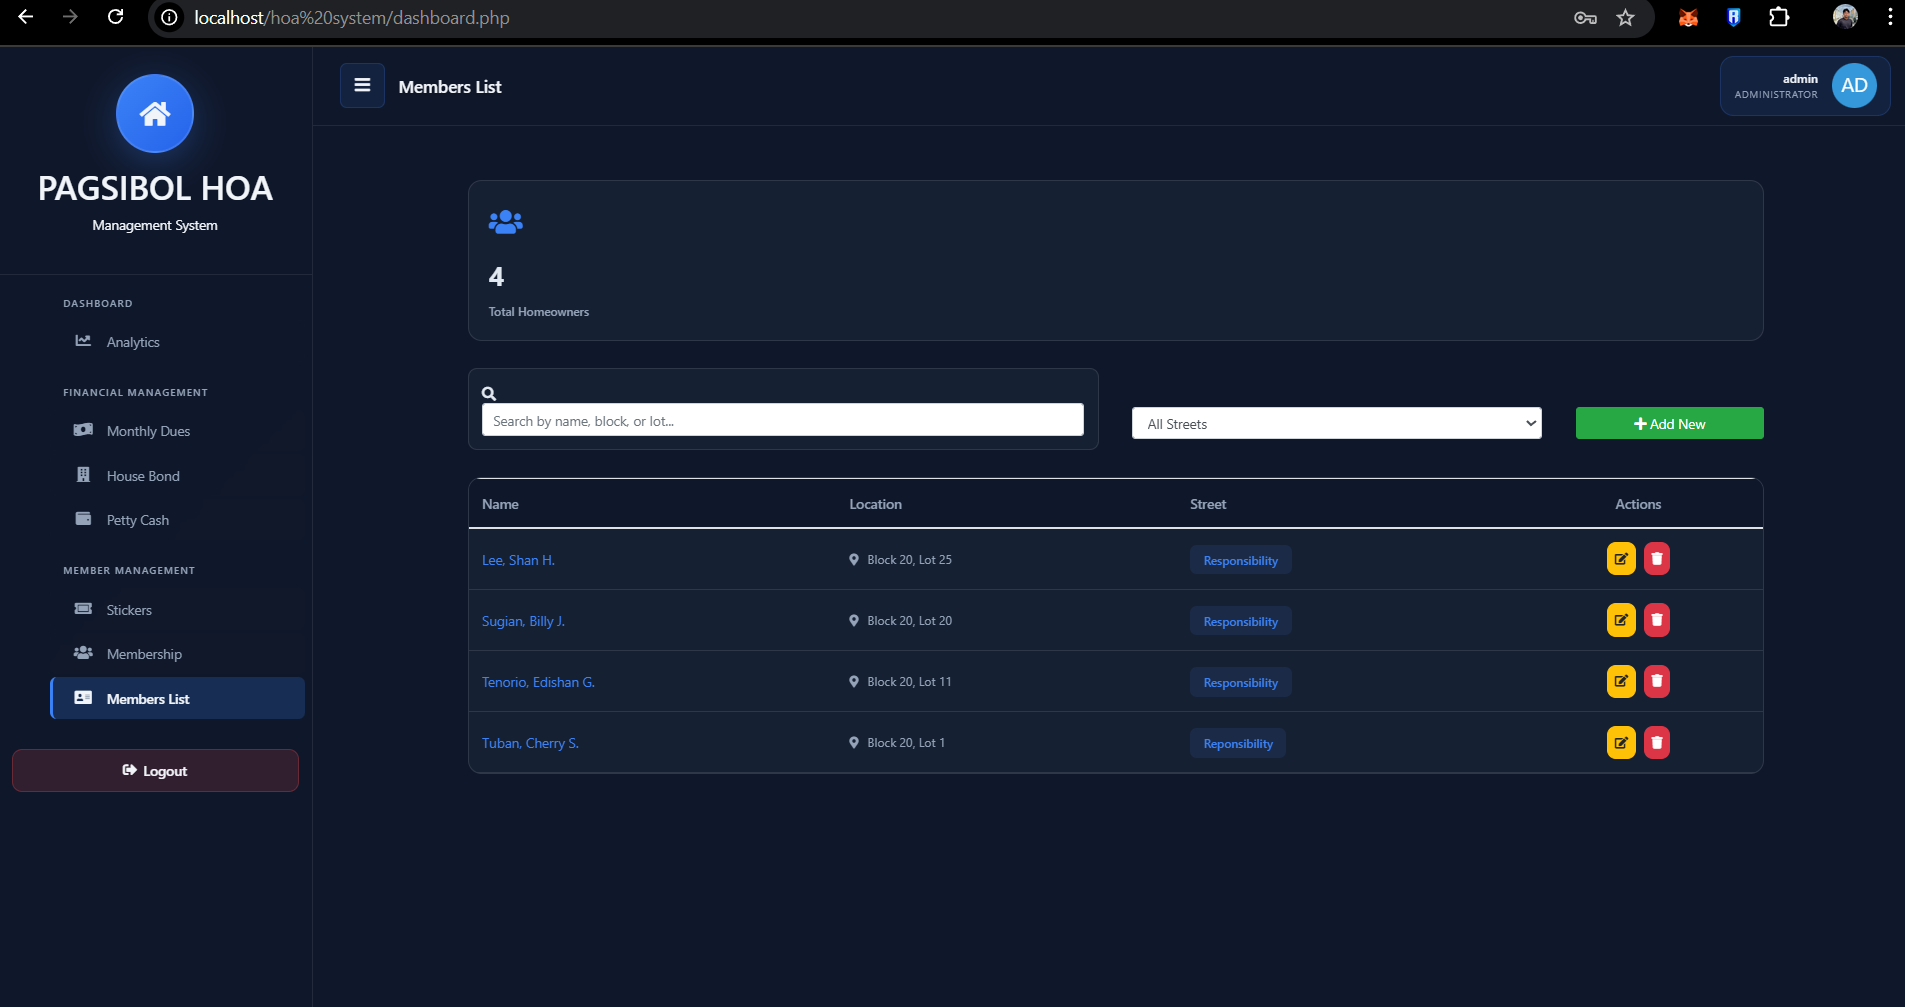 localhost/hoa%20system/dashboard.php
PAGSIBOL HOA
Management System
DASHBOARD
Analytics
FINANCIAL MANAGEMENT
Monthly Dues
House Bond
Petty Cash
MEMBER MANAGEMENT
Stickers
Membership
Members List
Logout
Members List
admin
ADMINISTRATOR
AD
4
Total Homeowners
Search by name, block, or lot...
All Streets
Add New
Name Location Street Actions
Lee, Shan H. Block 20, Lot 25 Responsibility
Sugian, Billy J. Block 20, Lot 20 Responsibility
Tenorio, Edishan G. Block 20, Lot 11 Responsibility
Tuban, Cherry S. Block 20, Lot 1 Reponsibility